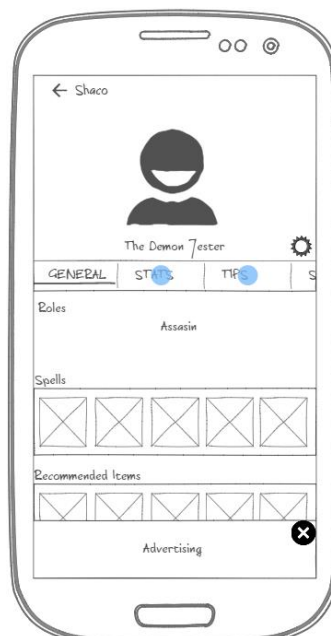 ← Shaco
The Demon Jester
GENERAL STATS TIPS S
Roles
Assasin
Spells
Recommended Items
Advertising